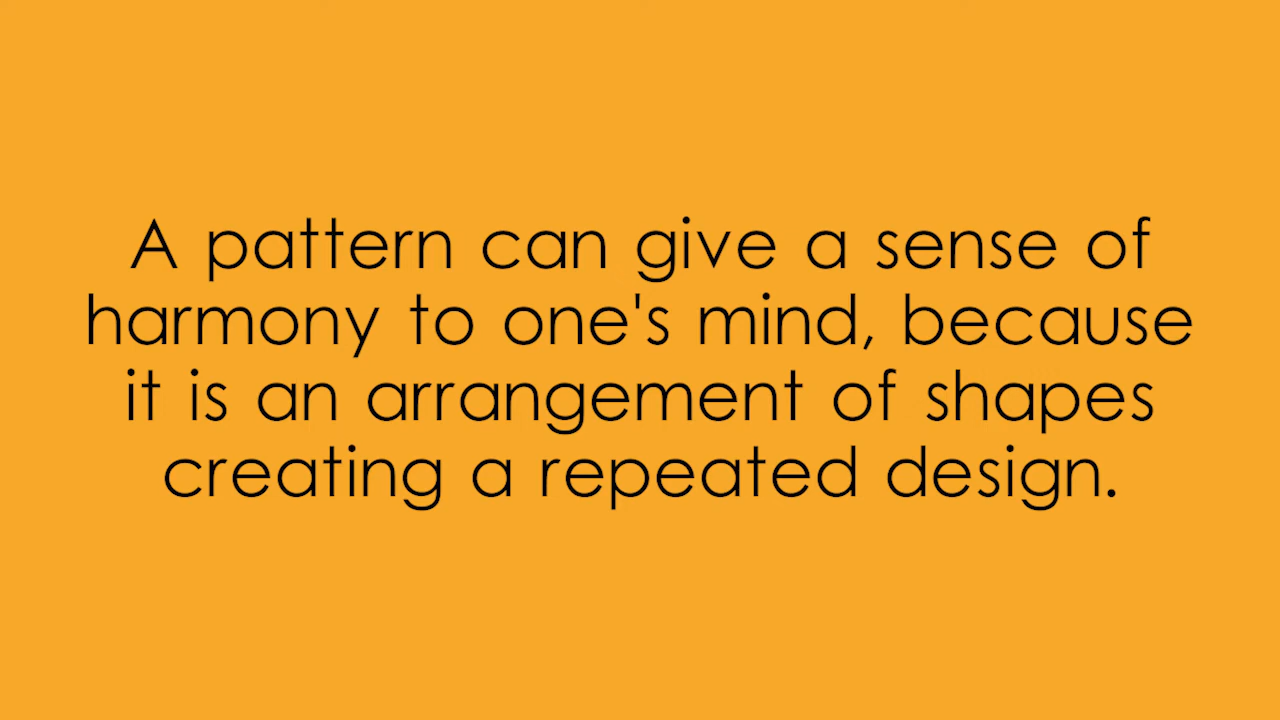 A pattern can give a sense of
harmony to one's mind, because
it is an arrangement of shapes
creating a repeated design.